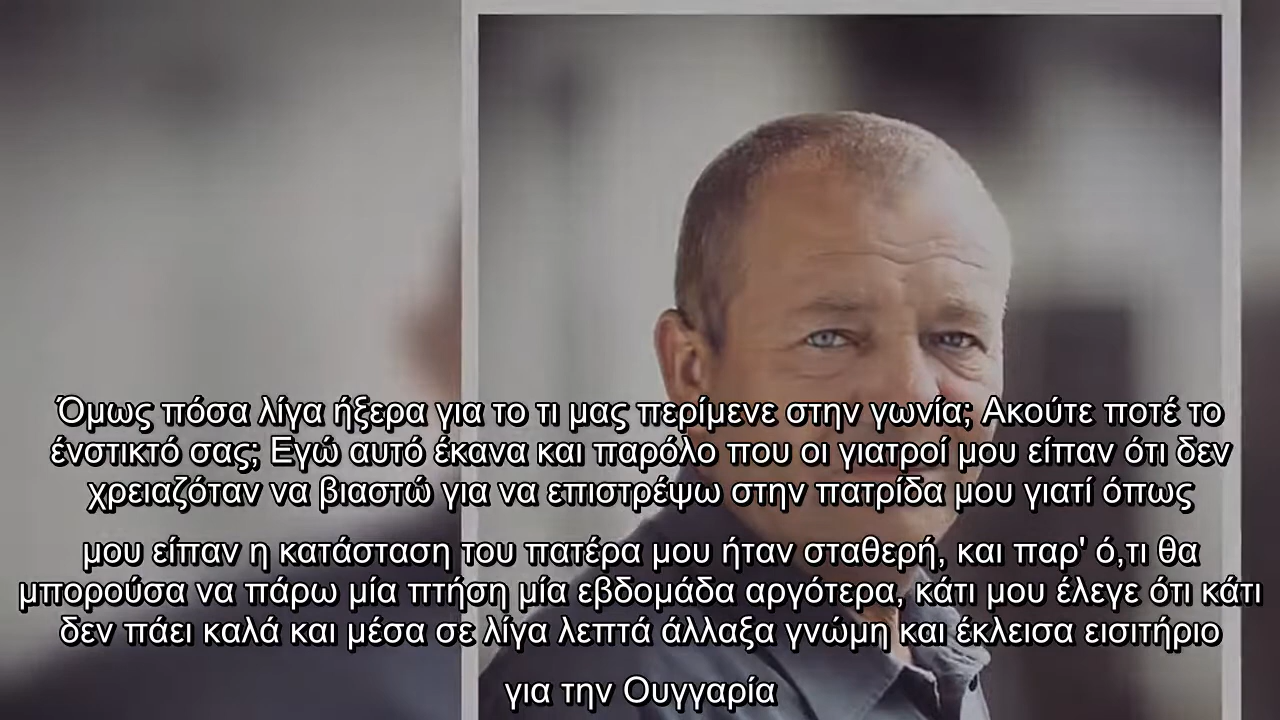 Όμως πόσα λίγα ήξερα για το τι μας περίμενε στην γωνία; Ακούτε ποτέ το
ένστικτό σας; Εγώ αυτό έκανα και παρόλο που οι γιατροί μου είπαν ότι δεν
χρειαζόταν να βιαστώ για να επιστρέψω στην πατρίδα μου γιατί όπως
μου είπαν η κατάσταση του πατέρα μου ήταν σταθερή, και παρ' ό,τι θα
μπορούσα να πάρω μία πτήση μία εβδομάδα αργότερα, κάτι μου έλεγε ότι κάτι
δεν πάει καλά και μέσα σε λίγα λεπτά άλλαξα γνώμη και έκλεισα εισιτήριο
για την Ουγγαρία